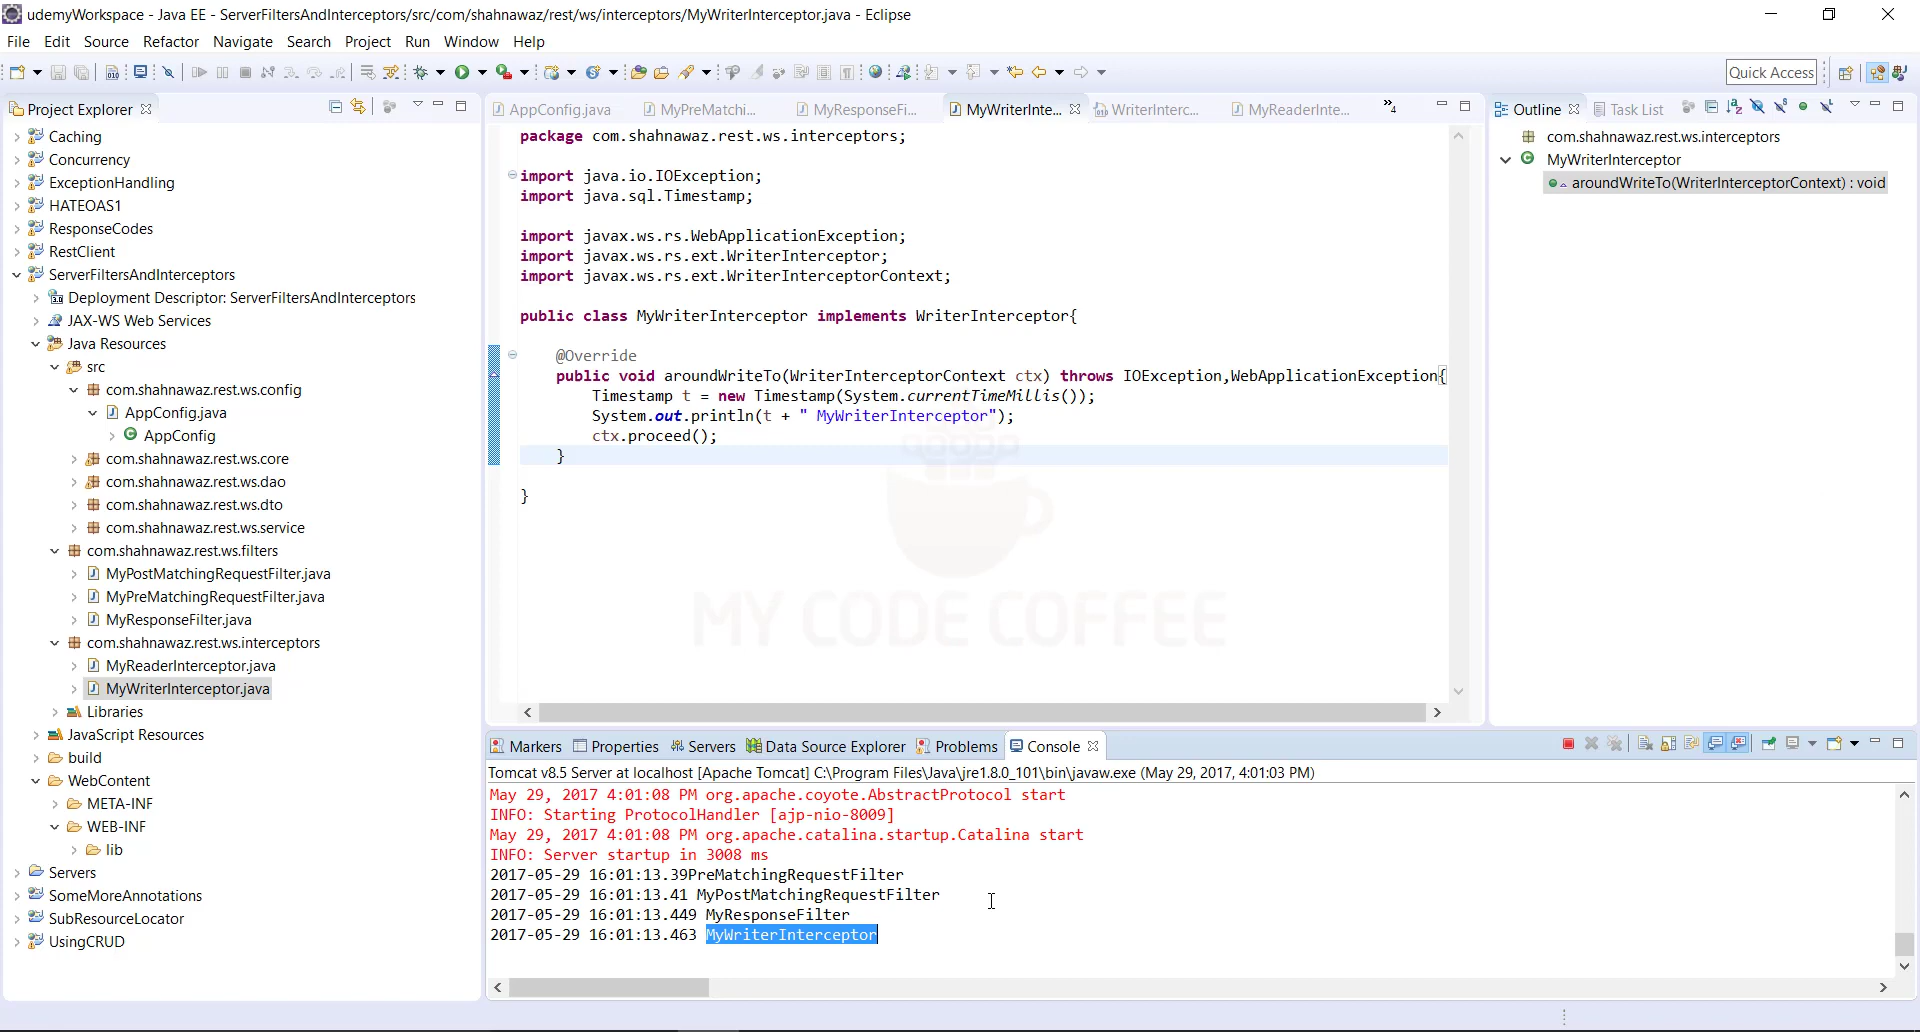 udemyWorkspace - Java EE - ServerFiltersAndInterceptors/src/com/shahnawaz/rest/ws/interceptors/MyWriterInterceptor.java - Eclipse
File Edit Source Refactor Navigate Search Project Run Window Help
Quick Access
Project Explorer
Caching
Concurrency
ExceptionHandling
HATEOAS1
ResponseCodes
RestClient
ServerFiltersAndInterceptors
Deployment Descriptor: ServerFiltersAndInterceptors
JAX-WS Web Services
Java Resources
src
com.shahnawaz.rest.ws.config
AppConfig.java
AppConfig
com.shahnawaz.rest.ws.core
com.shahnawaz.rest.ws.dao
com.shahnawaz.rest.ws.dto
com.shahnawaz.rest.ws.service
com.shahnawaz.rest.ws.filters
MyPostMatchingRequestFilter.java
MyPreMatchingRequestFilter.java
MyResponseFilter.java
com.shahnawaz.rest.ws.interceptors
MyReaderInterceptor.java
MyWriterInterceptor.java
Libraries
JavaScript Resources
build
WebContent
META-INF
WEB-INF
lib
Servers
SomeMoreAnnotations
SubResourceLocator
UsingCRUD
AppConfig.java MyPreMatchi... MyResponseFi... MyWriterInte... WriterInterc... MyReaderInte... »4
package com.shahnawaz.rest.ws.interceptors;
import java.io.IOException;
import java.sql.Timestamp;
import javax.ws.rs.WebApplicationException;
import javax.ws.rs.ext.WriterInterceptor;
import javax.ws.rs.ext.WriterInterceptorContext;
public class MyWriterInterceptor implements WriterInterceptor{
@Override
public void aroundWriteTo(WriterInterceptorContext ctx) throws IOException,WebApplicationException{
Timestamp t = new Timestamp(System.currentTimeMillis());
System.out.println(t + " MyWriterInterceptor");
ctx.proceed();
}
}
MY CODE COFFEE
Outline Task List
com.shahnawaz.rest.ws.interceptors
MyWriterInterceptor
aroundWriteTo(WriterInterceptorContext) : void
Markers Properties Servers Data Source Explorer Problems Console
Tomcat v8.5 Server at localhost [Apache Tomcat] C:\Program Files\Java\jre1.8.0_101\bin\javaw.exe (May 29, 2017, 4:01:03 PM)
May 29, 2017 4:01:08 PM org.apache.coyote.AbstractProtocol start
INFO: Starting ProtocolHandler [ajp-nio-8009]
May 29, 2017 4:01:08 PM org.apache.catalina.startup.Catalina start
INFO: Server startup in 3008 ms
2017-05-29 16:01:13.39PreMatchingRequestFilter
2017-05-29 16:01:13.41 MyPostMatchingRequestFilter
2017-05-29 16:01:13.449 MyResponseFilter
2017-05-29 16:01:13.463 MyWriterInterceptor